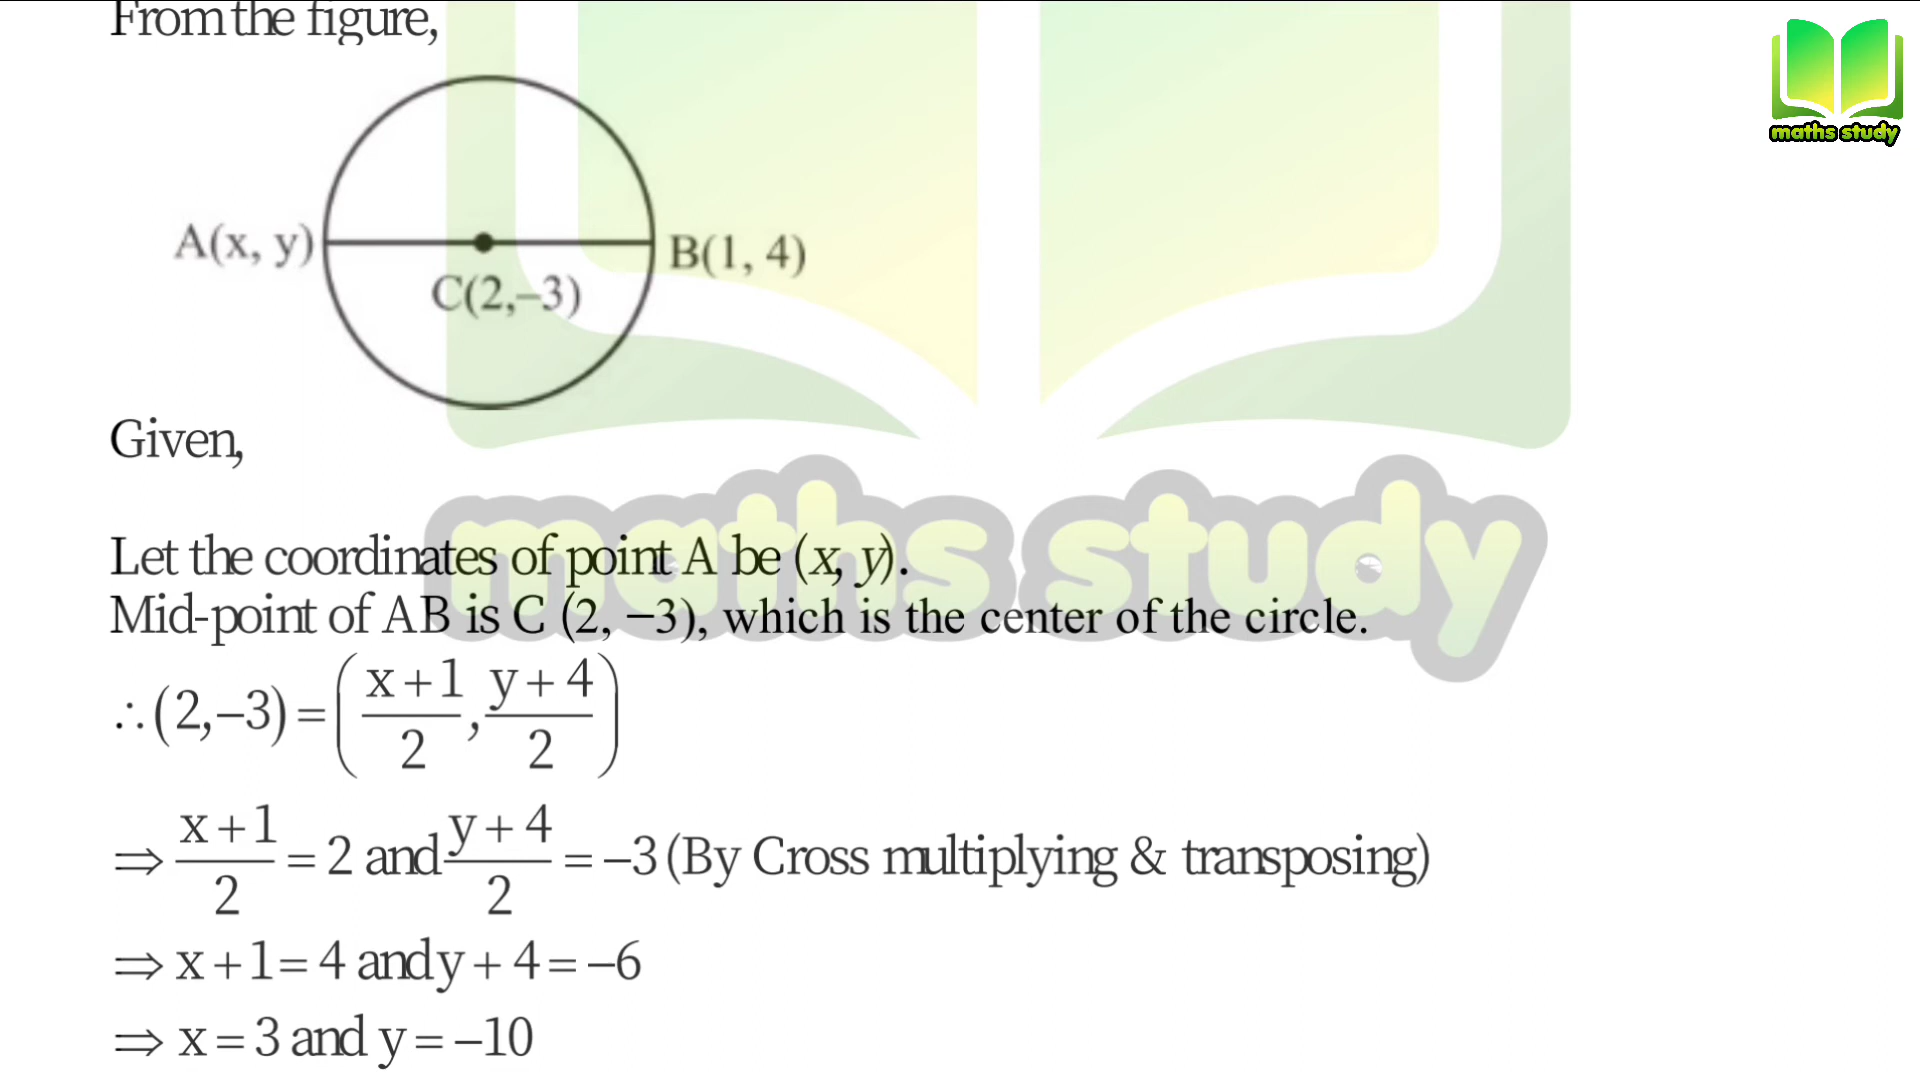 From the figure,
maths study
A(x, y)
B(1, 4)
C(2,–3)
Given,
maths study
Let the coordinates of point A be (x, y).
Mid-point of AB is C (2, −3), which is the center of the circle.
∴ (2,–3) = ( x + 1 / 2 , y + 4 / 2 )
⇒ x + 1 / 2 = 2 and y + 4 / 2 = –3 (By Cross multiplying & transposing)
⇒ x + 1 = 4 and y + 4 = –6
⇒ x = 3 and y = –10